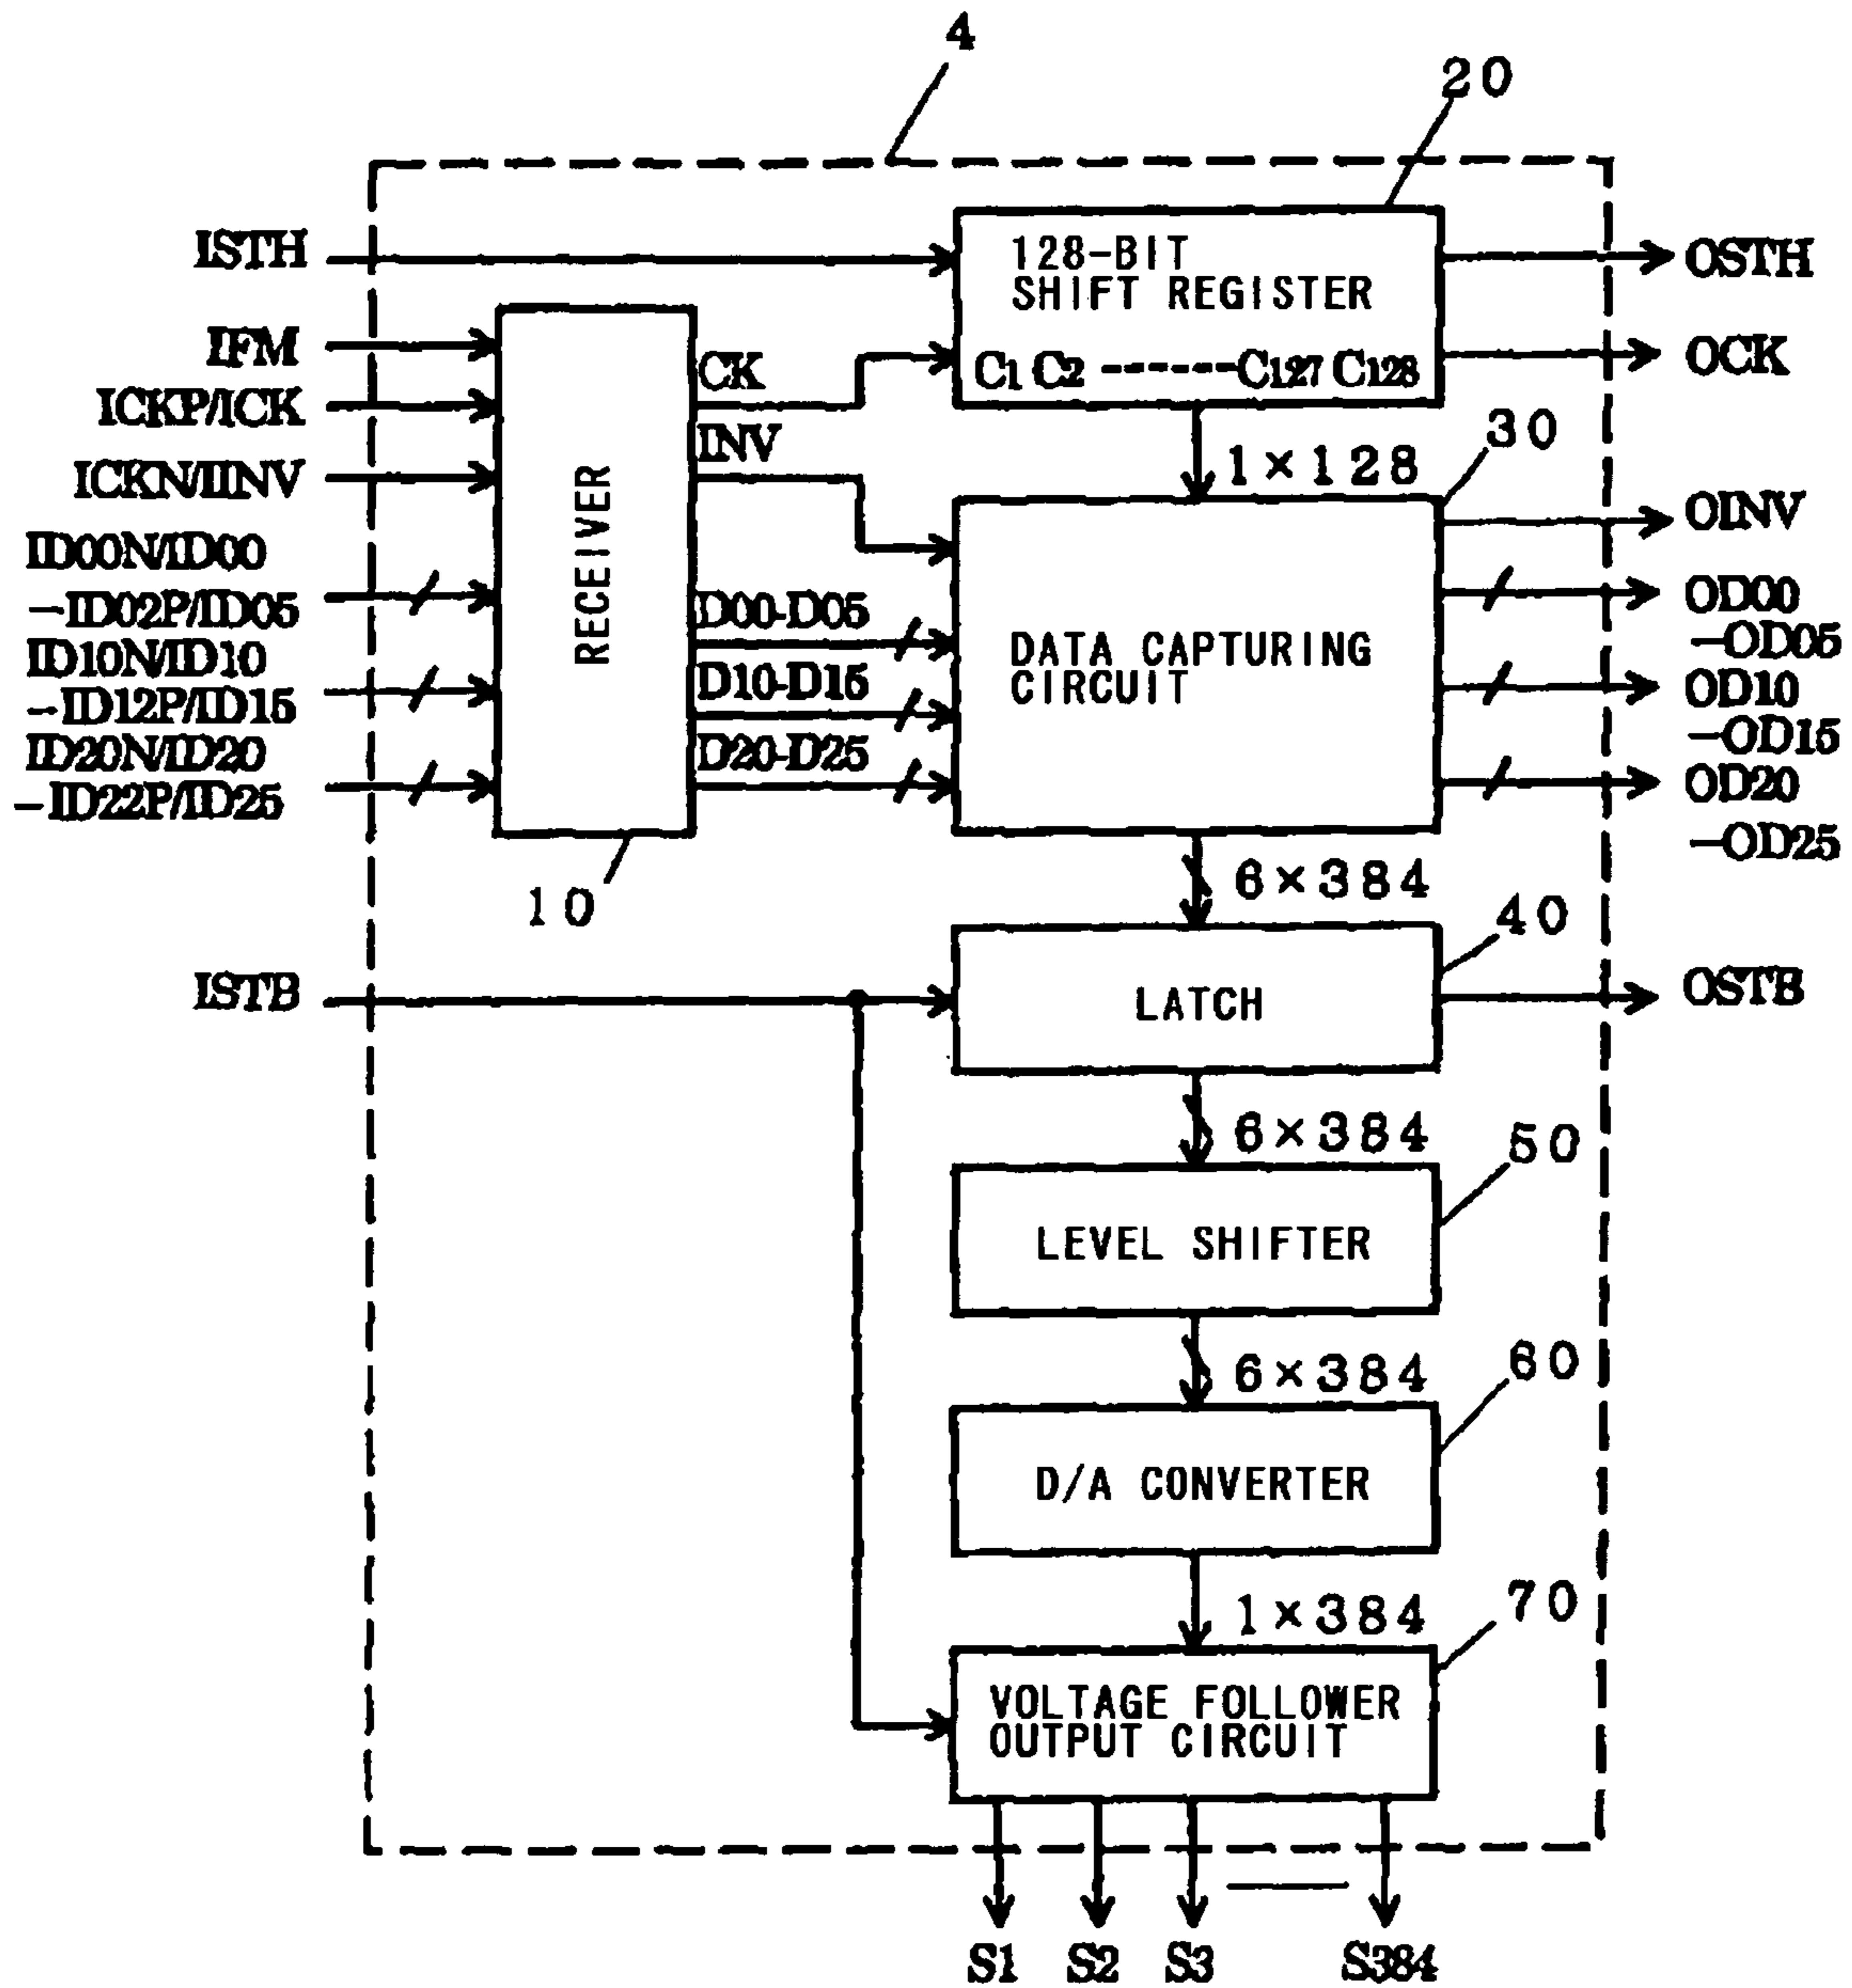 4
20
ISTH
128-BIT
SHIFT REGISTER
OSTH
IFM
CK
C1 C2 ------C127 C128
OCK
ICKP/ICK
INV
1×128
30
ICKN/IINV
RECEIVER
OINV
ID00N/ID00
-ID02P/ID05
D00-D05
DATA CAPTURING
CIRCUIT
OD00
-OD05
ID10N/ID10
-ID12P/ID15
D10-D15
OD10
-OD15
ID20N/ID20
-ID22P/ID25
D20-D25
OD20
-OD25
10
6×384
40
ISTB
LATCH
OSTB
6×384
50
LEVEL SHIFTER
6×384
60
D/A CONVERTER
1×384
70
VOLTAGE FOLLOWER
OUTPUT CIRCUIT
S1 S2 S3 S384